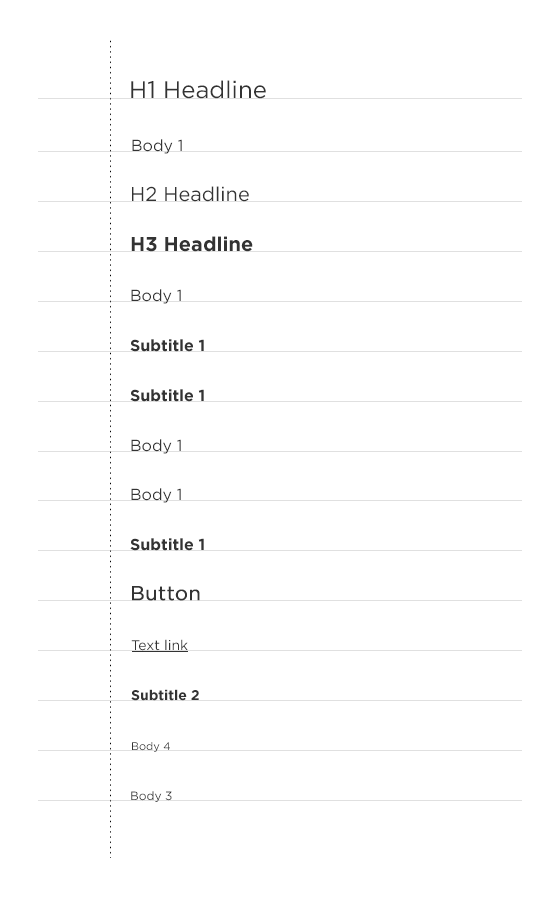 H1 Headline
Body 1
H2 Headline
H3 Headline
Body 1
Subtitle 1
Subtitle 1
Body 1
Body 1
Subtitle 1
Button
Text link
Subtitle 2
Body 4
Body 3